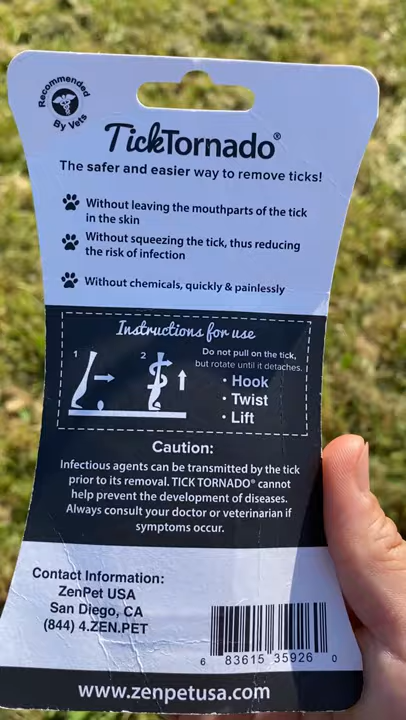 Recommended
By Vets
TickTornado®
The safer and easier way to remove ticks!
Without leaving the mouthparts of the tick
in the skin
Without squeezing the tick, thus reducing
the risk of infection
Without chemicals, quickly & painlessly
Instructions for use
1
2
Do not pull on the tick,
but rotate until it detaches.
• Hook
• Twist
• Lift
Caution:
Infectious agents can be transmitted by the tick
prior to its removal. TICK TORNADO® cannot
help prevent the development of diseases.
Always consult your doctor or veterinarian if
symptoms occur.
Contact Information:
ZenPet USA
San Diego, CA
(844) 4.ZEN.PET
6 83615 35926 0
www.zenpetusa.com